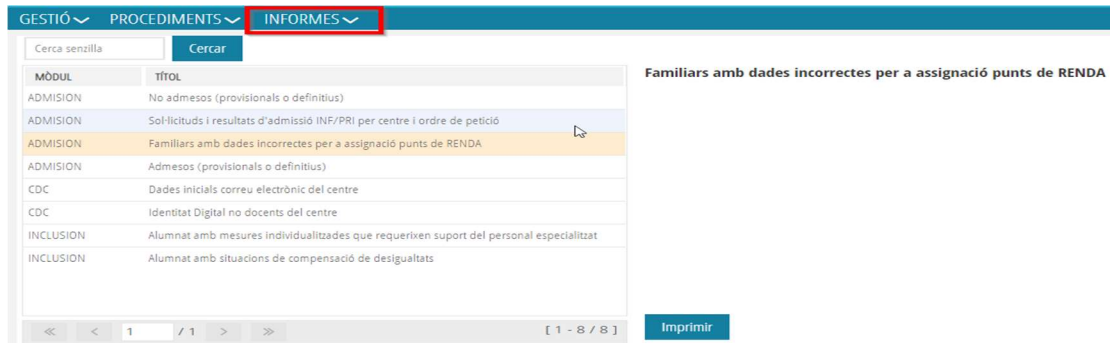 GESTIÓ PROCEDIMENTS INFORMES
Cerca senzilla Cercar
MÒDUL TÍTOL
ADMISION No admesos (provisionals o definitius)
ADMISION Sol·licituds i resultats d'admissió INF/PRI per centre i ordre de petició
ADMISION Familiars amb dades incorrectes per a assignació punts de RENDA
ADMISION Admesos (provisionals o definitius)
CDC Dades inicials correu electrònic del centre
CDC Identitat Digital no docents del centre
INCLUSION Alumnat amb mesures individualitzades que requerixen suport del personal especialitzat
INCLUSION Alumnat amb situacions de compensació de desigualtats
≪ < 1 / 1 > ≫ [ 1 - 8 / 8 ]
Familiars amb dades incorrectes per a assignació punts de RENDA
Imprimir